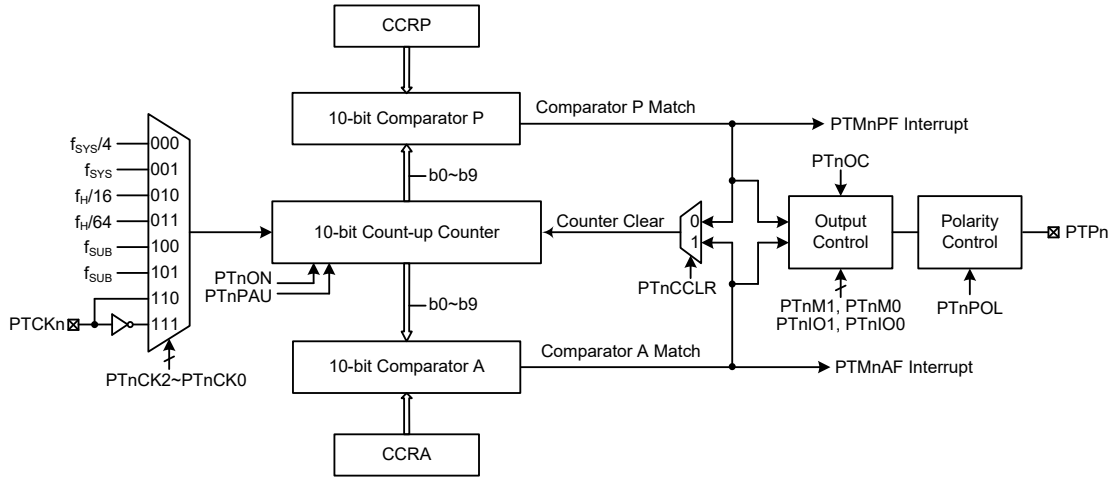 CCRP
10-bit Comparator P
Comparator P Match
PTMnPF Interrupt
fSYS/4
000
fSYS
001
fH/16
010
fH/64
011
fSUB
100
fSUB
101
110
111
PTCKn
PTnCK2~PTnCK0
b0~b9
10-bit Count-up Counter
PTnON
PTnPAU
b0~b9
Counter Clear
0
1
PTnCCLR
PTnOC
Output
Control
PTnM1, PTnM0
PTnIO1, PTnIO0
Polarity
Control
PTnPOL
PTPn
10-bit Comparator A
Comparator A Match
PTMnAF Interrupt
CCRA